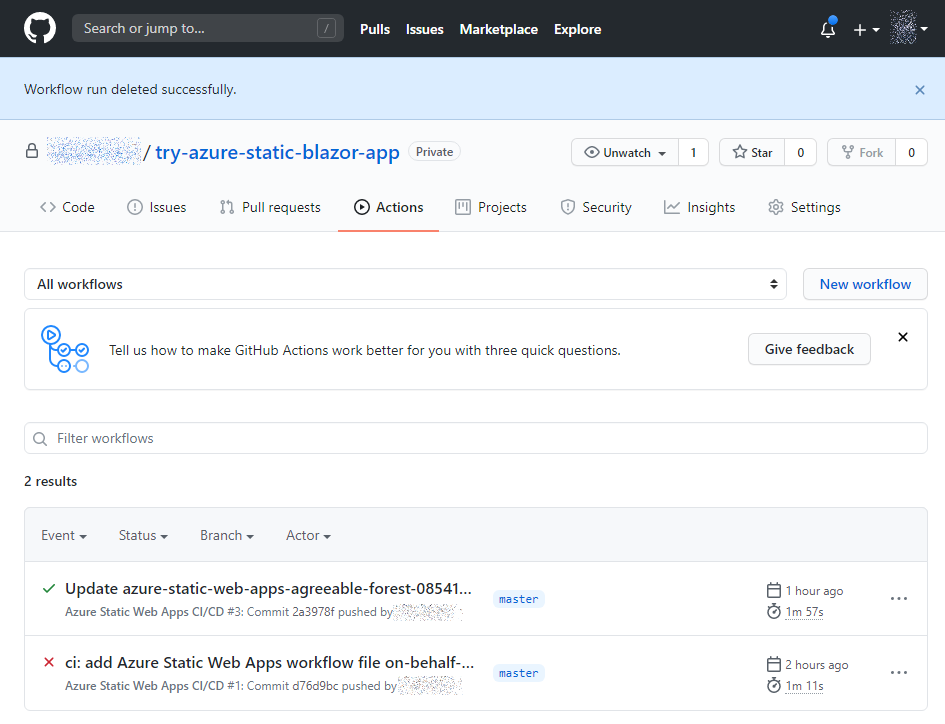 Search or jump to... /
Pulls Issues Marketplace Explore
Workflow run deleted successfully.
/ try-azure-static-blazor-app Private
Unwatch 1 Star 0 Fork 0
Code Issues Pull requests Actions Projects Security Insights Settings
All workflows
New workflow
Tell us how to make GitHub Actions work better for you with three quick questions.
Give feedback
Filter workflows
2 results
Event Status Branch Actor
Update azure-static-web-apps-agreeable-forest-08541...
Azure Static Web Apps CI/CD #3: Commit 2a3978f pushed by
master
1 hour ago
1m 57s
ci: add Azure Static Web Apps workflow file on-behalf-...
Azure Static Web Apps CI/CD #1: Commit d76d9bc pushed by
master
2 hours ago
1m 11s